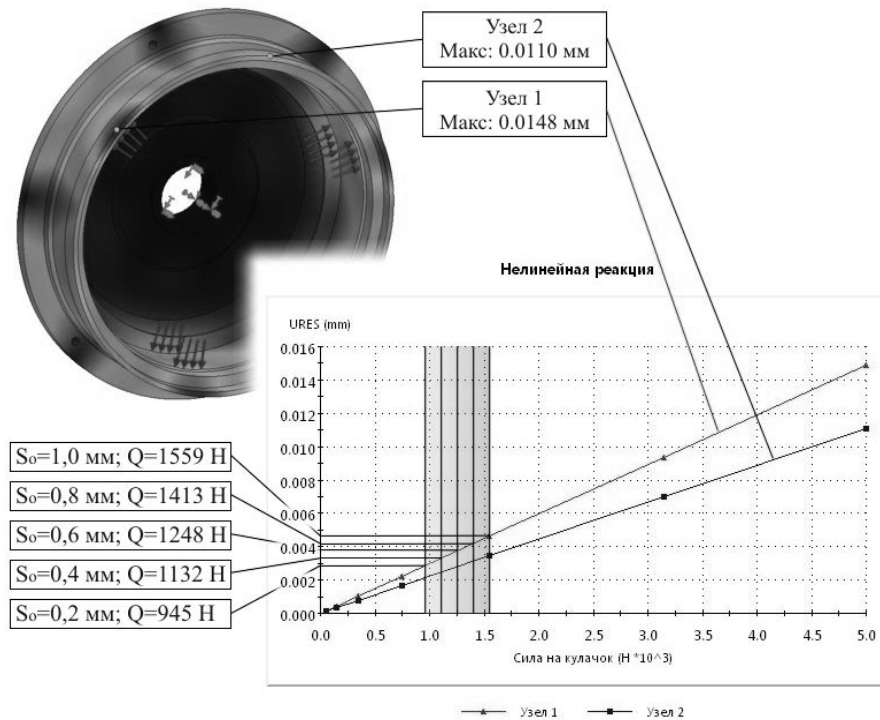 Узел 2
Макс: 0.0110 мм
Узел 1
Макс: 0.0148 мм
Нелинейная реакция
URES (mm)
0.016
0.014
0.012
0.010
0.008
0.006
0.004
0.002
0.000
Sо=1,0 мм; Q=1559 Н
Sо=0,8 мм; Q=1413 Н
Sо=0,6 мм; Q=1248 Н
Sо=0,4 мм; Q=1132 Н
Sо=0,2 мм; Q=945 Н
0.0 0.5 1.0 1.5 2.0 2.5 3.0 3.5 4.0 4.5 5.0
Сила на кулачок (Н *10^3)
Узел 1 Узел 2